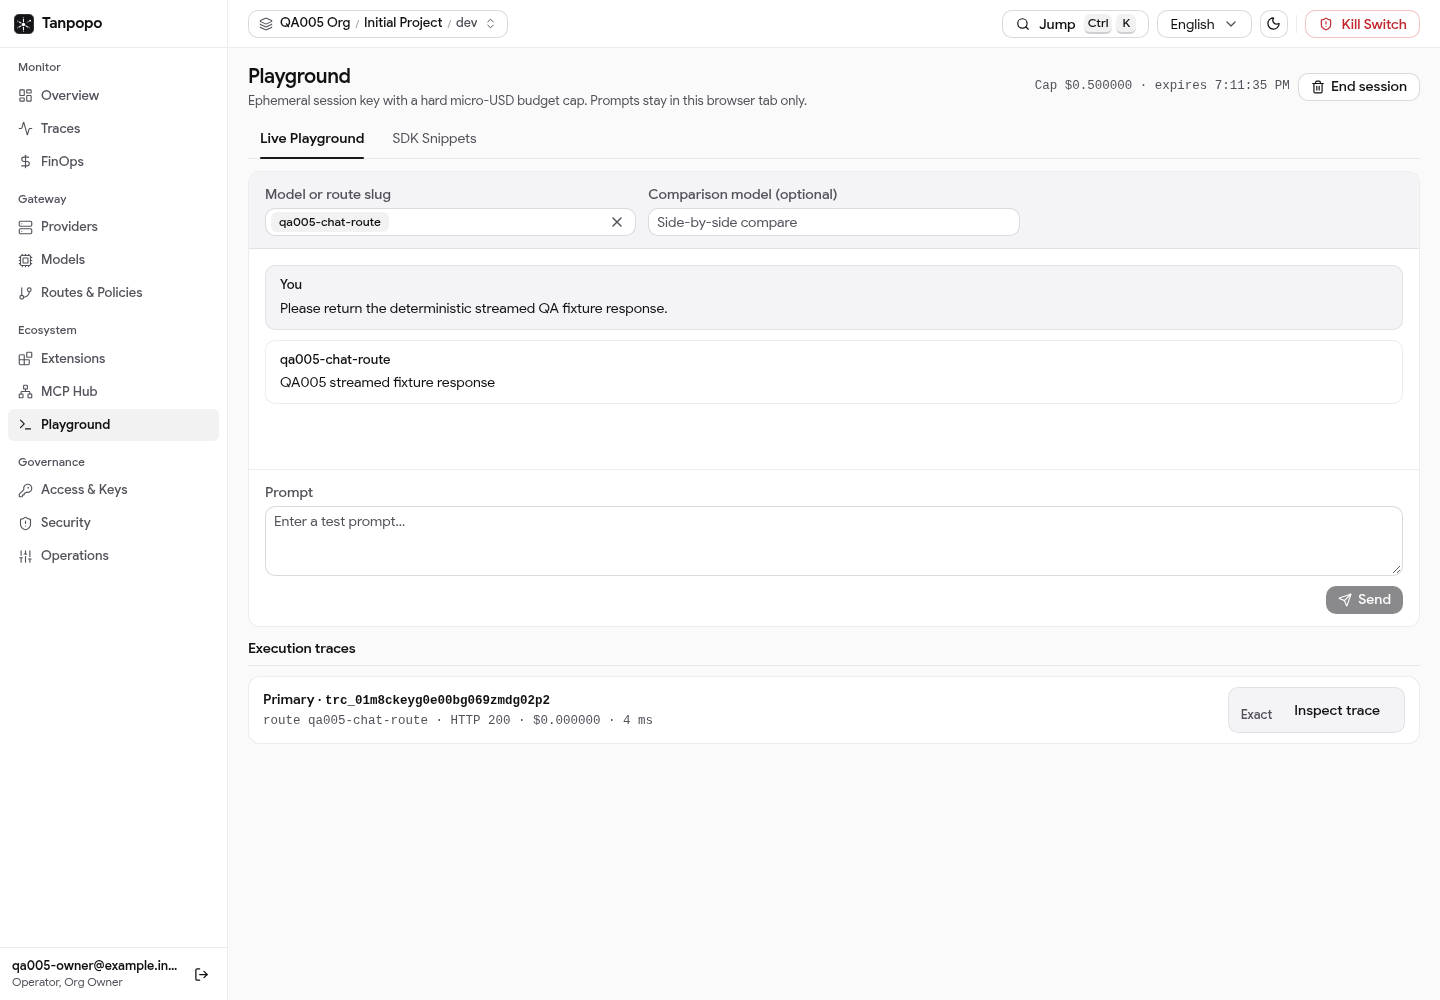 Tanpopo
QA005 Org / Initial Project / dev
Jump Ctrl K
English
Kill Switch
Monitor
Overview
Traces
FinOps
Gateway
Providers
Models
Routes & Policies
Ecosystem
Extensions
MCP Hub
Playground
Governance
Access & Keys
Security
Operations
qa005-owner@example.in...
Operator, Org Owner
Playground
Ephemeral session key with a hard micro-USD budget cap. Prompts stay in this browser tab only.
Cap $0.500000 · expires 7:11:35 PM
End session
Live Playground
SDK Snippets
Model or route slug
qa005-chat-route
Comparison model (optional)
Side-by-side compare
You
Please return the deterministic streamed QA fixture response.
qa005-chat-route
QA005 streamed fixture response
Prompt
Enter a test prompt...
Send
Execution traces
Primary · trc_01m8ckeyg0e00bg069zmdg02p2
route qa005-chat-route · HTTP 200 · $0.000000 · 4 ms
Exact
Inspect trace